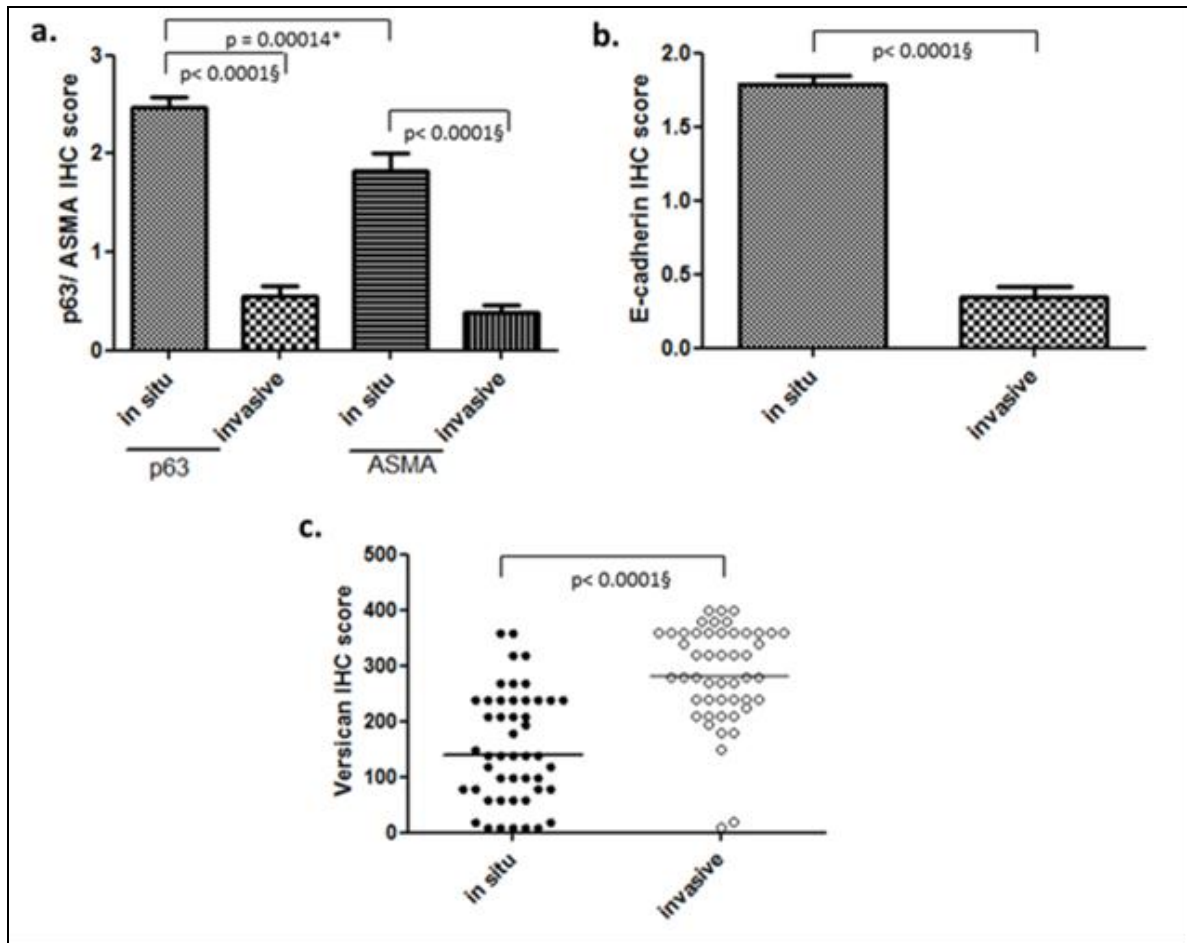 a.
p = 0.00014*
p< 0.0001§
p< 0.0001§
p63/ ASMA IHC score
3
2
1
0
in situ
invasive
in situ
invasive
p63
ASMA
b.
p< 0.0001§
E-cadherin IHC score
2.0
1.5
1.0
0.5
0.0
in situ
invasive
c.
p< 0.0001§
Versican IHC score
500
400
300
200
100
0
in situ
invasive